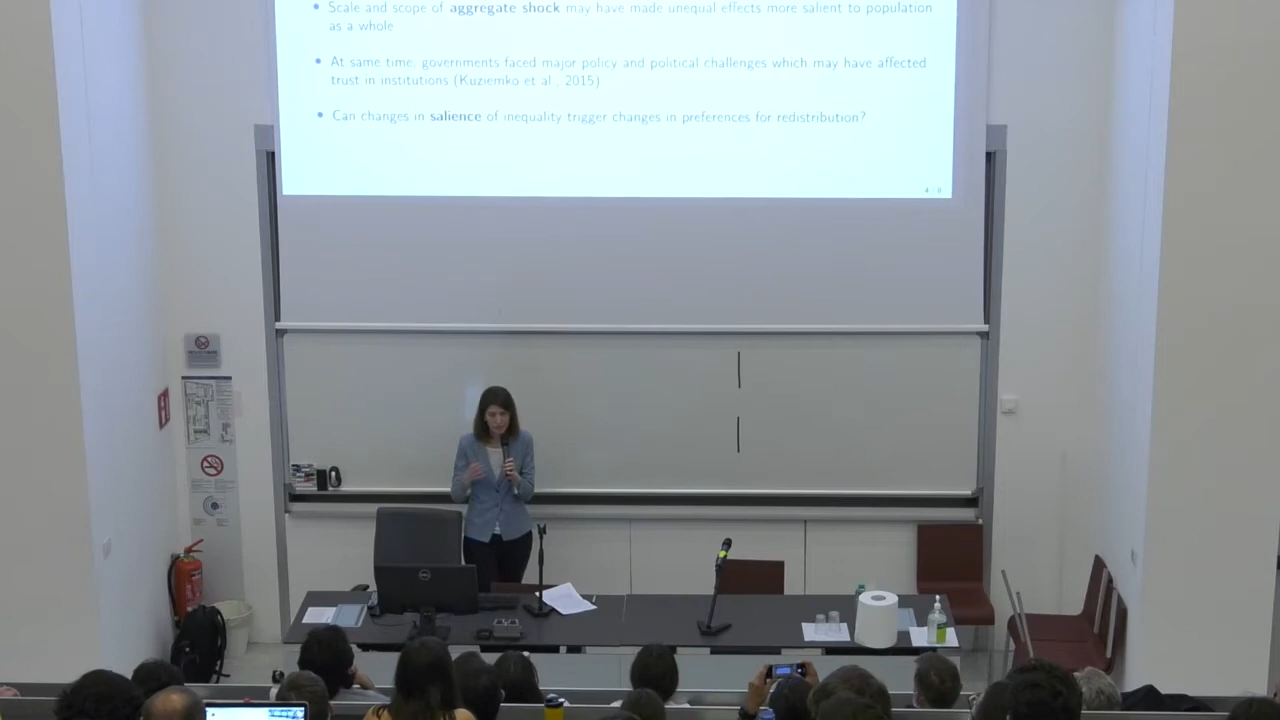 Scale and scope of aggregate shock may have made unequal effects more salient to population
as a whole
At same time, governments faced major policy and political challenges which may have affected
trust in institutions (Kuziemko et al., 2015)
Can changes in salience of inequality trigger changes in preferences for redistribution?
DELL